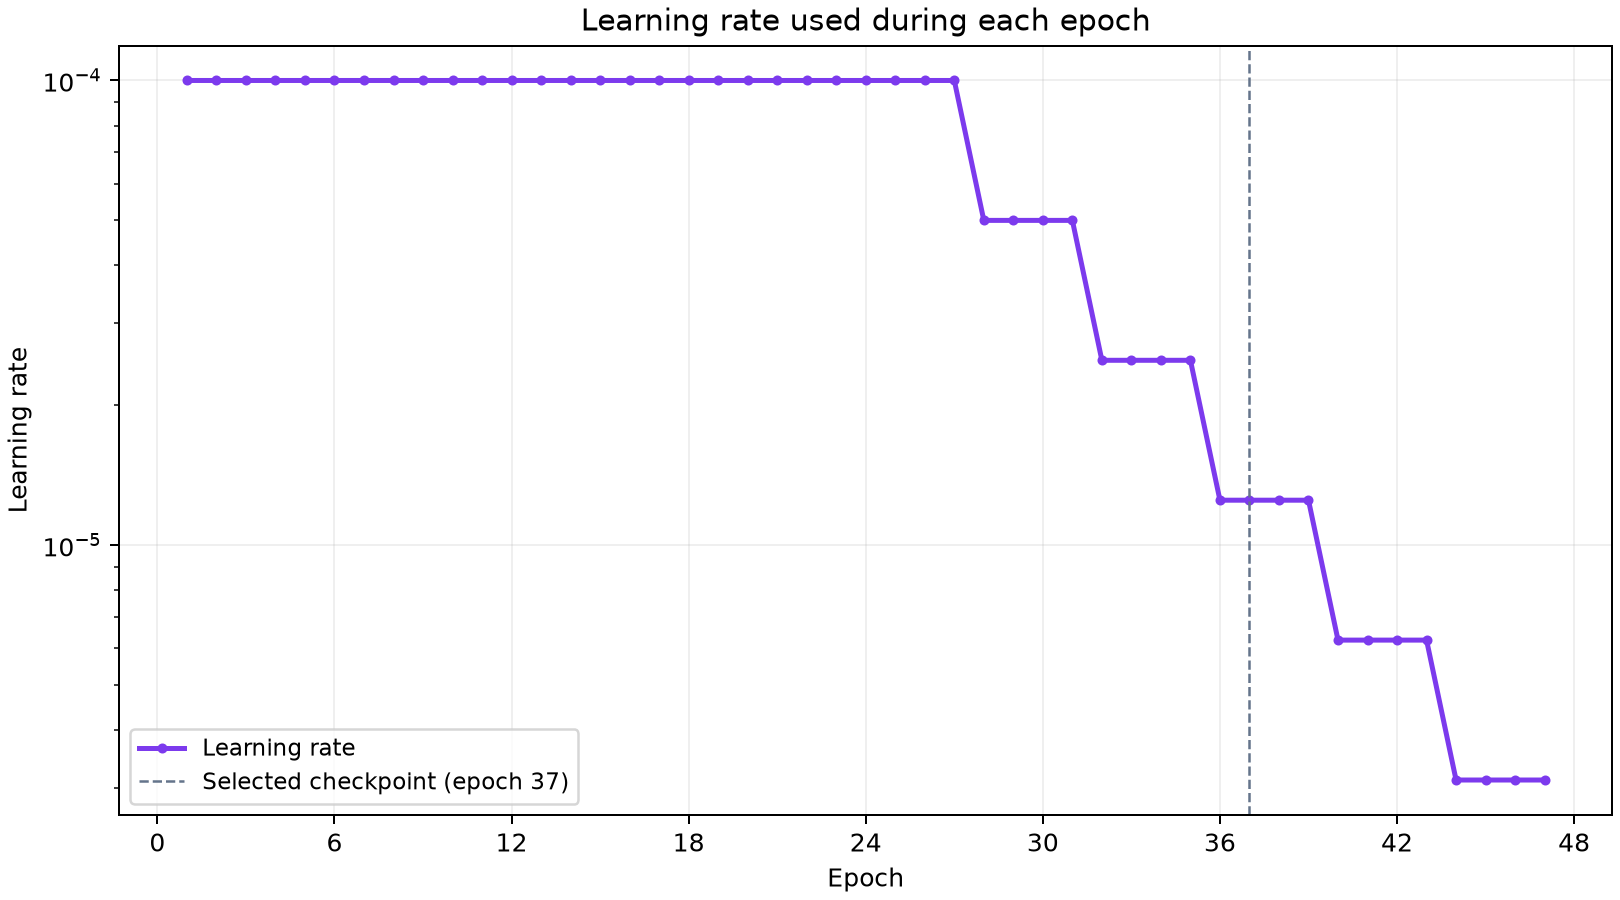 Learning rate used during each epoch
Learning rate
10⁻⁴
10⁻⁵
Learning rate
Selected checkpoint (epoch 37)
0 6 12 18 24 30 36 42 48
Epoch